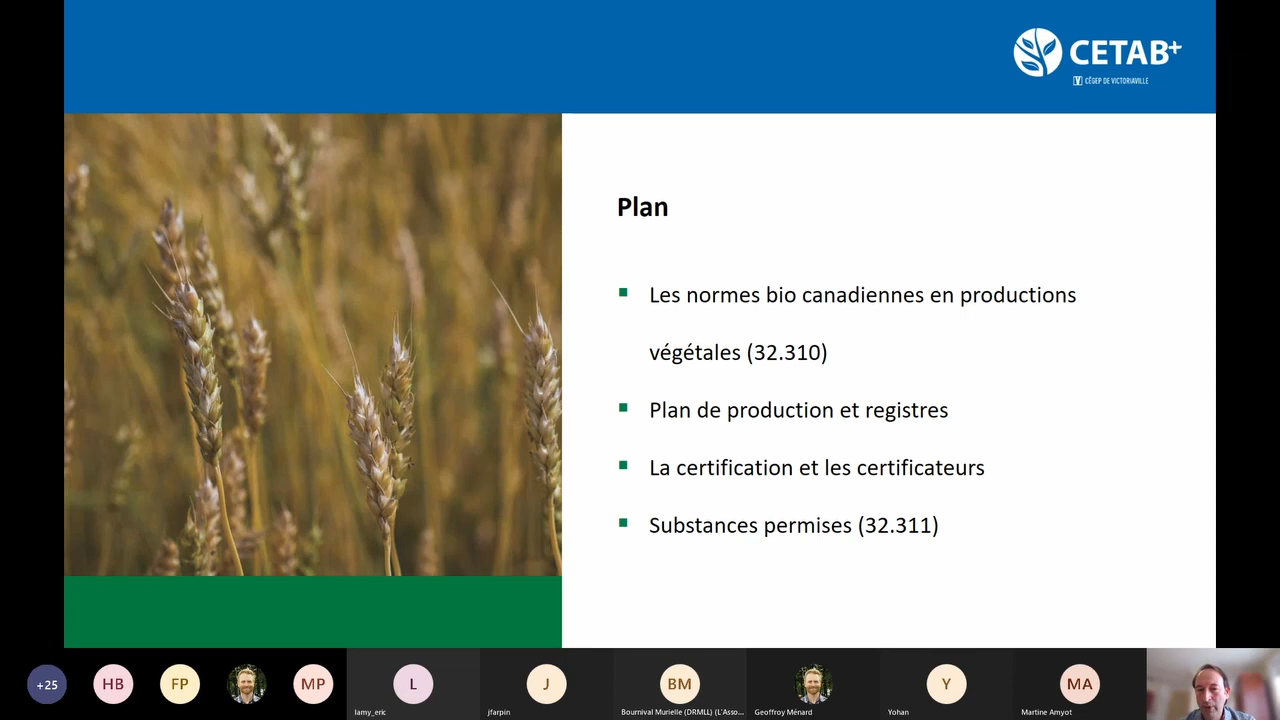 CETAB+
CÉGEP DE VICTORIAVILLE
Plan
Les normes bio canadiennes en productions
végétales (32.310)
Plan de production et registres
La certification et les certificateurs
Substances permises (32.311)
+25
HB
FP
MP
L
J
BM
Y
MA
lamy_eric
jfarpin
Bournival Murielle (DRMLL) (L'Asso...
Geoffroy Ménard
Yohan
Martine Amyot